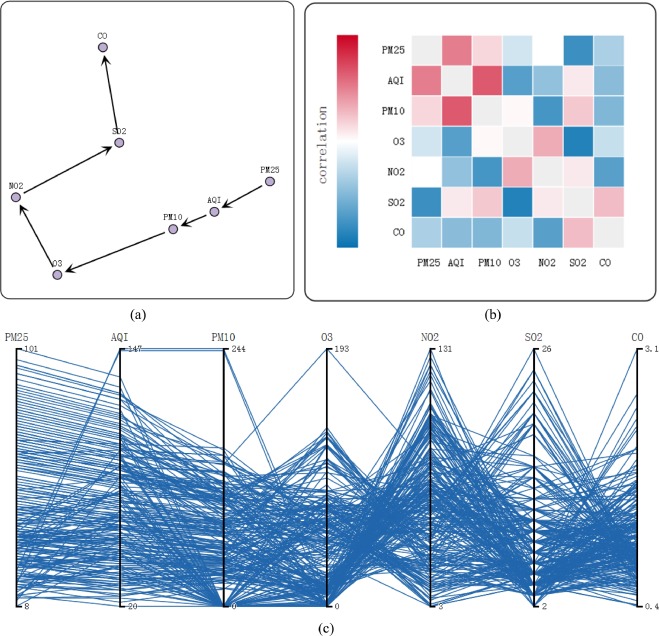 CO
SO2
PM25
NO2
AQI
PM10
O3
(a)
correlation
PM25
AQI
PM10
O3
NO2
SO2
CO
PM25 AQI PM10 O3 NO2 SO2 CO
(b)
PM25 AQI PM10 O3 NO2 SO2 CO
101 147 244 193 131 26 3.1
8 20 0 0 3 2 0.4
(c)